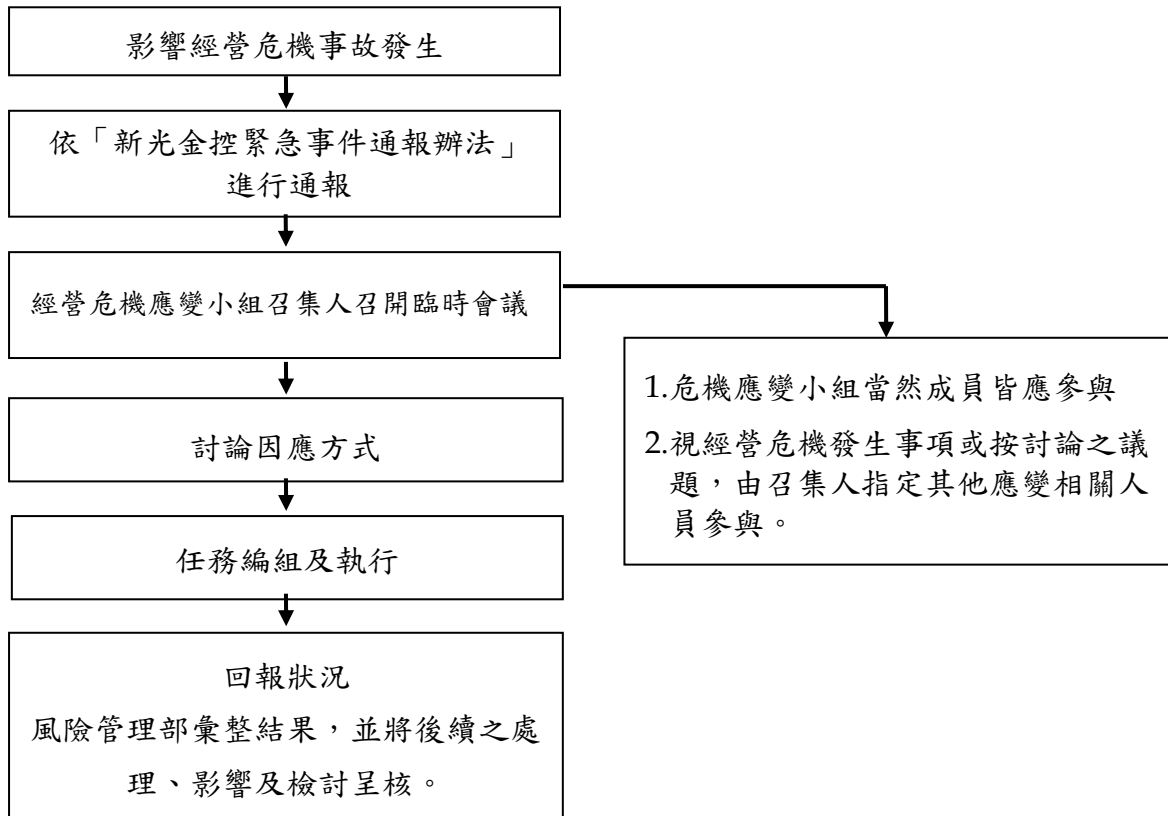 影響經營危機事故發生
依「新光金控緊急事件通報辦法」
進行通報
經營危機應變小組召集人召開臨時會議
1.危機應變小組當然成員皆應參與
2.視經營危機發生事項或按討論之議
題，由召集人指定其他應變相關人
員參與。
討論因應方式
任務編組及執行
回報狀況
風險管理部彙整結果，並將後續之處
理、影響及檢討呈核。